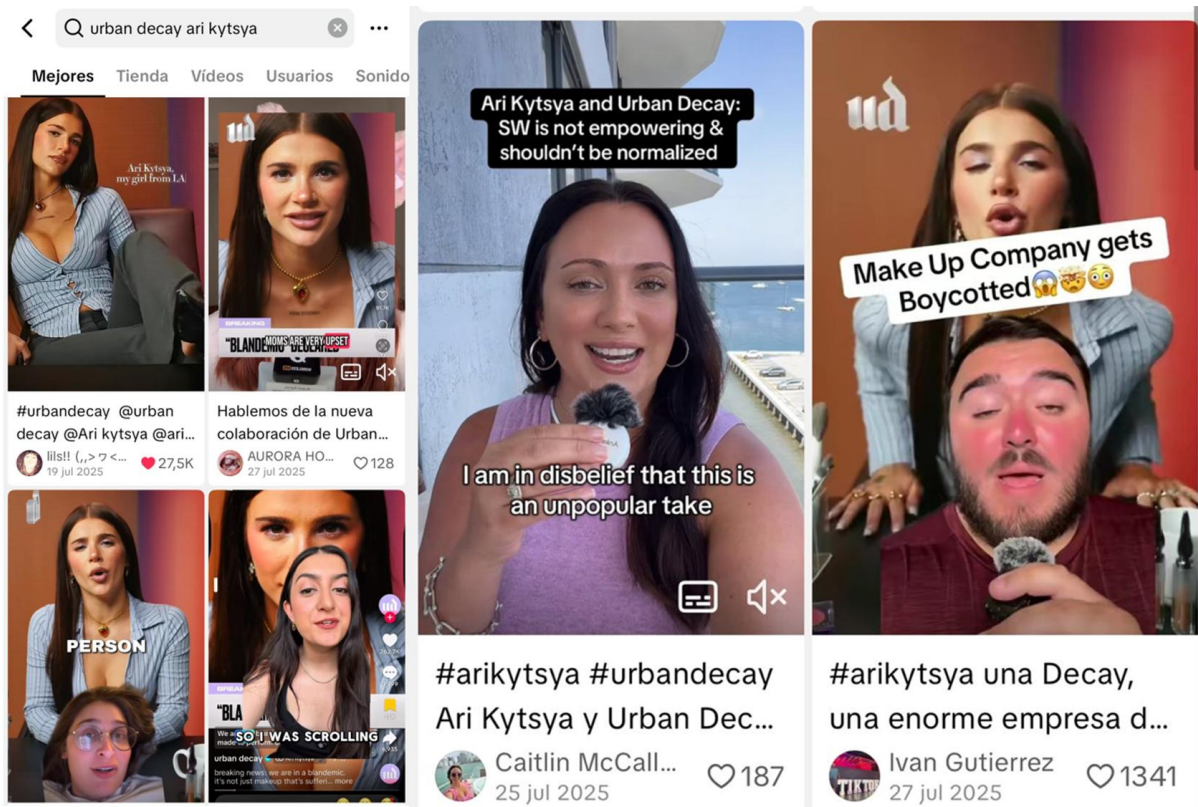 urban decay ari kytsya
Mejores
Tienda
Vídeos
Usuarios
Sonido
Ari Kytsya,
my girl from LA
#urbandecay @urban
decay @Ari kytsya @ari...
lils!! (,,>ヮ<...
19 jul 2025
27,5K
ud
BREAKING
MOMS ARE VERY UPSET
Hablemos de la nueva
colaboración de Urban...
AURORA HO...
27 jul 2025
128
PERSON
"BLA
SO I WAS SCROLLING
urban decay
breaking news: we are in a blandemic.
it's not just makeup that's sufferi... more
Ari Kytsya and Urban Decay:
SW is not empowering &
shouldn't be normalized
I am in disbelief that this is
an unpopular take
#arikytsya #urbandecay
Ari Kytsya y Urban Dec...
Caitlin McCall...
25 jul 2025
187
ud
Make Up Company gets
Boycotted😱🤯😳
#arikytsya una Decay,
una enorme empresa d...
TIKTOK
Ivan Gutierrez
27 jul 2025
1341